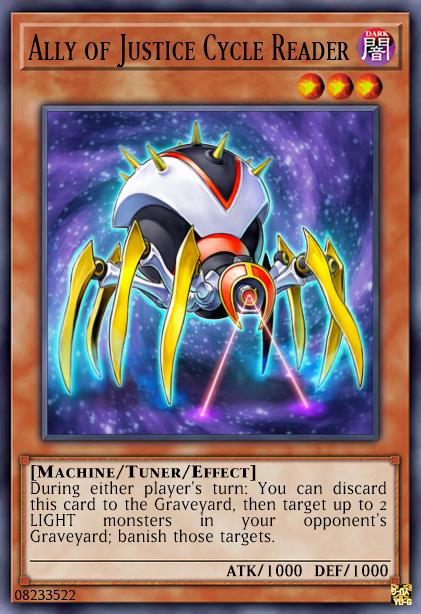 ALLY OF JUSTICE CYCLE READER
DARK
闇
[MACHINE/TUNER/EFFECT]
During either player's turn: You can discard
this card to the Graveyard, then target up to 2
LIGHT monsters in your opponent's
Graveyard; banish those targets.
ATK/1000 DEF/1000
08233522